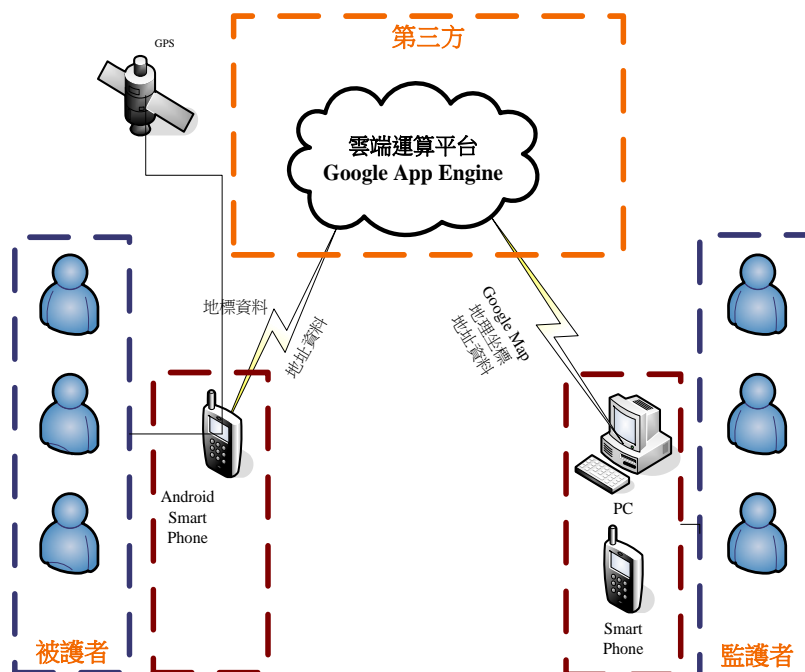 第三方
GPS
雲端運算平台
Google App Engine
地標資料
地址資料
Google Map
地理坐標
地址資料
Android
Smart
Phone
PC
Smart
Phone
被護者
監護者